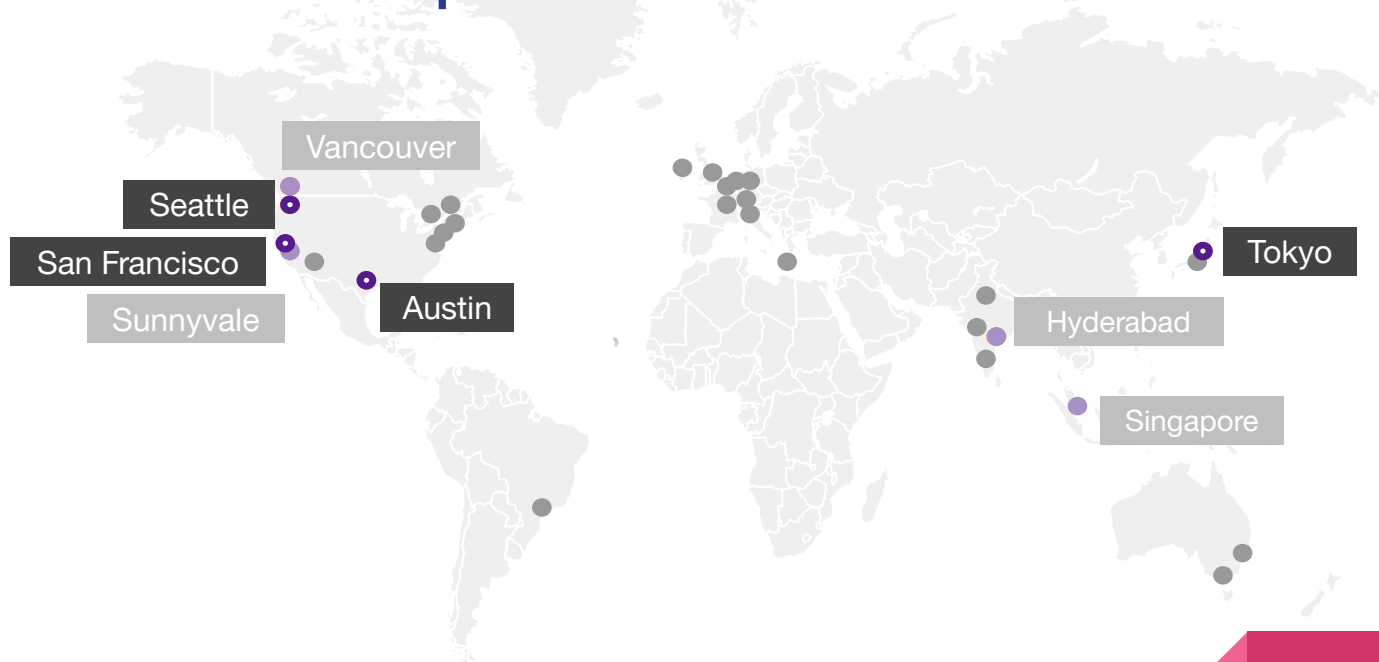 Vancouver
Seattle
San Francisco
Sunnyvale
Austin
Tokyo
Hyderabad
Singapore